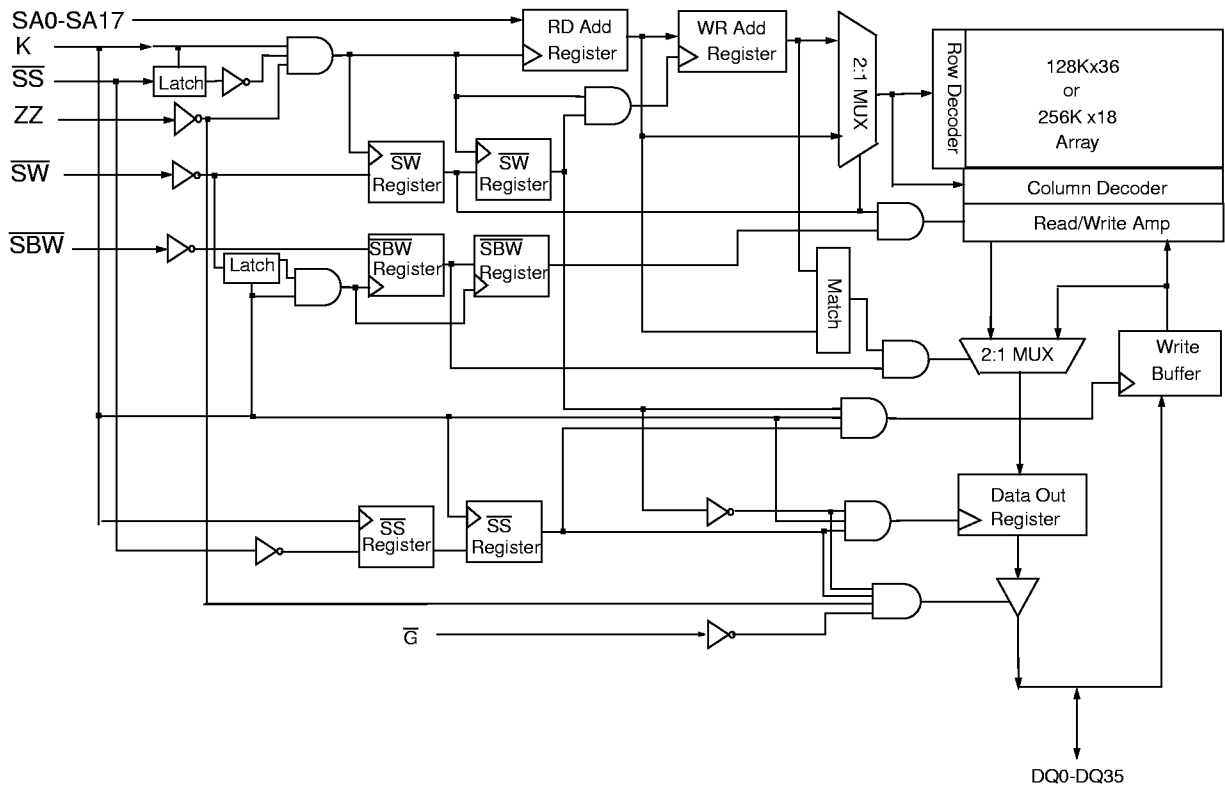 SA0-SA17
K
SS
ZZ
SW
SBW
Latch
RD Add
Register
WR Add
Register
2:1 MUX
Row Decoder
128Kx36
or
256K x18
Array
Column Decoder
Read/Write Amp
SW
Register
SW
Register
SBW
Register
SBW
Register
Latch
Match
2:1 MUX
Write
Buffer
SS
Register
SS
Register
Data Out
Register
G
DQ0-DQ35